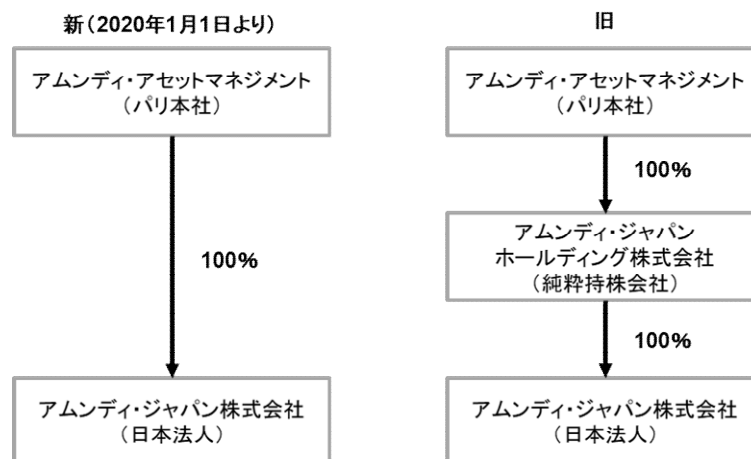 新（2020年1月1日より）
アムンディ・アセットマネジメント
（パリ本社）
100%
アムンディ・ジャパン株式会社
（日本法人）
旧
アムンディ・アセットマネジメント
（パリ本社）
100%
アムンディ・ジャパン
ホールディング株式会社
（純粋持株会社）
100%
アムンディ・ジャパン株式会社
（日本法人）